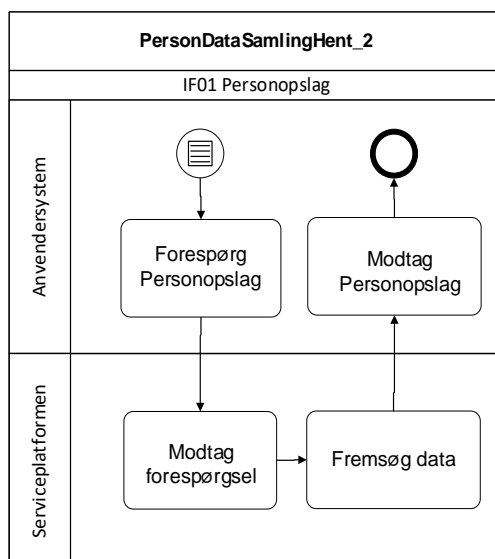 PersonDataSamlingHent_2
IF01 Personopslag
Anvendersystem
Forespørg
Personopslag
Modtag
Personopslag
Serviceplatformen
Modtag
forespørgsel
Fremsøg data